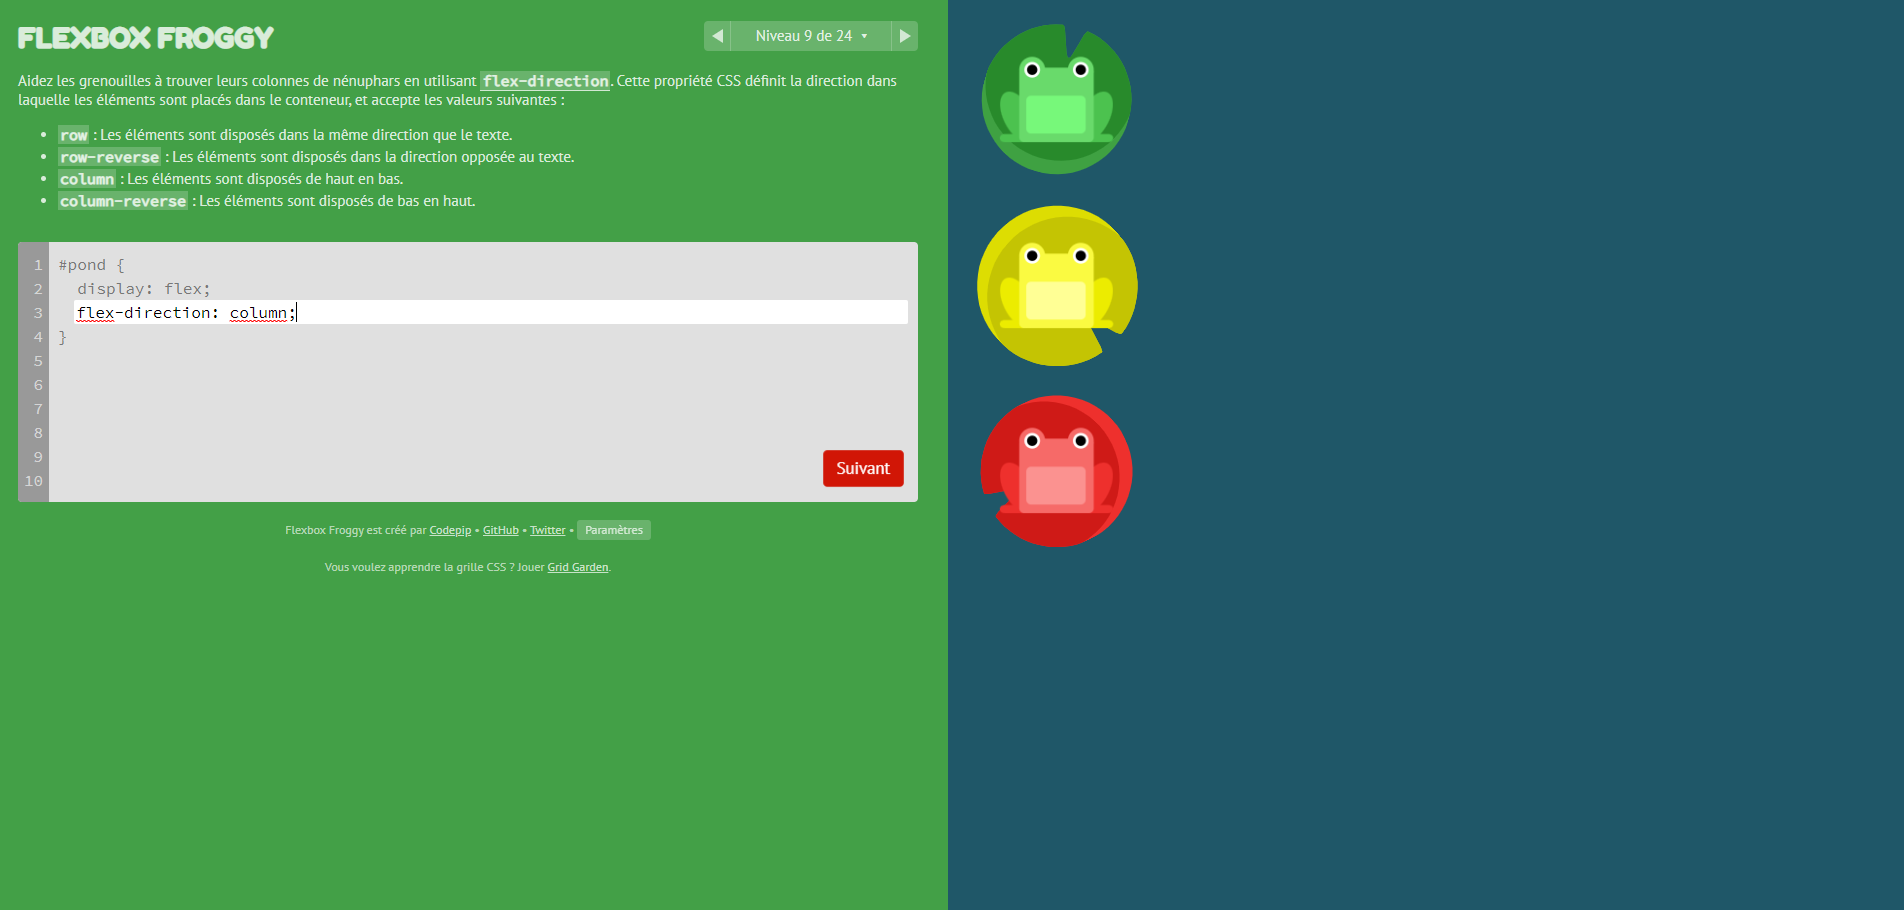 FLEXBOX FROGGY
Niveau 9 de 24
Aidez les grenouilles à trouver leurs colonnes de nénuphars en utilisant flex-direction. Cette propriété CSS définit la direction dans
laquelle les éléments sont placés dans le conteneur, et accepte les valeurs suivantes :
• row : Les éléments sont disposés dans la même direction que le texte.
• row-reverse : Les éléments sont disposés dans la direction opposée au texte.
• column : Les éléments sont disposés de haut en bas.
• column-reverse : Les éléments sont disposés de bas en haut.
1 #pond {
2 display: flex;
3 flex-direction: column;
4 }
5
6
7
8
9
10
Suivant
Flexbox Froggy est créé par Codepip • GitHub • Twitter • Paramètres
Vous voulez apprendre la grille CSS ? Jouer Grid Garden.